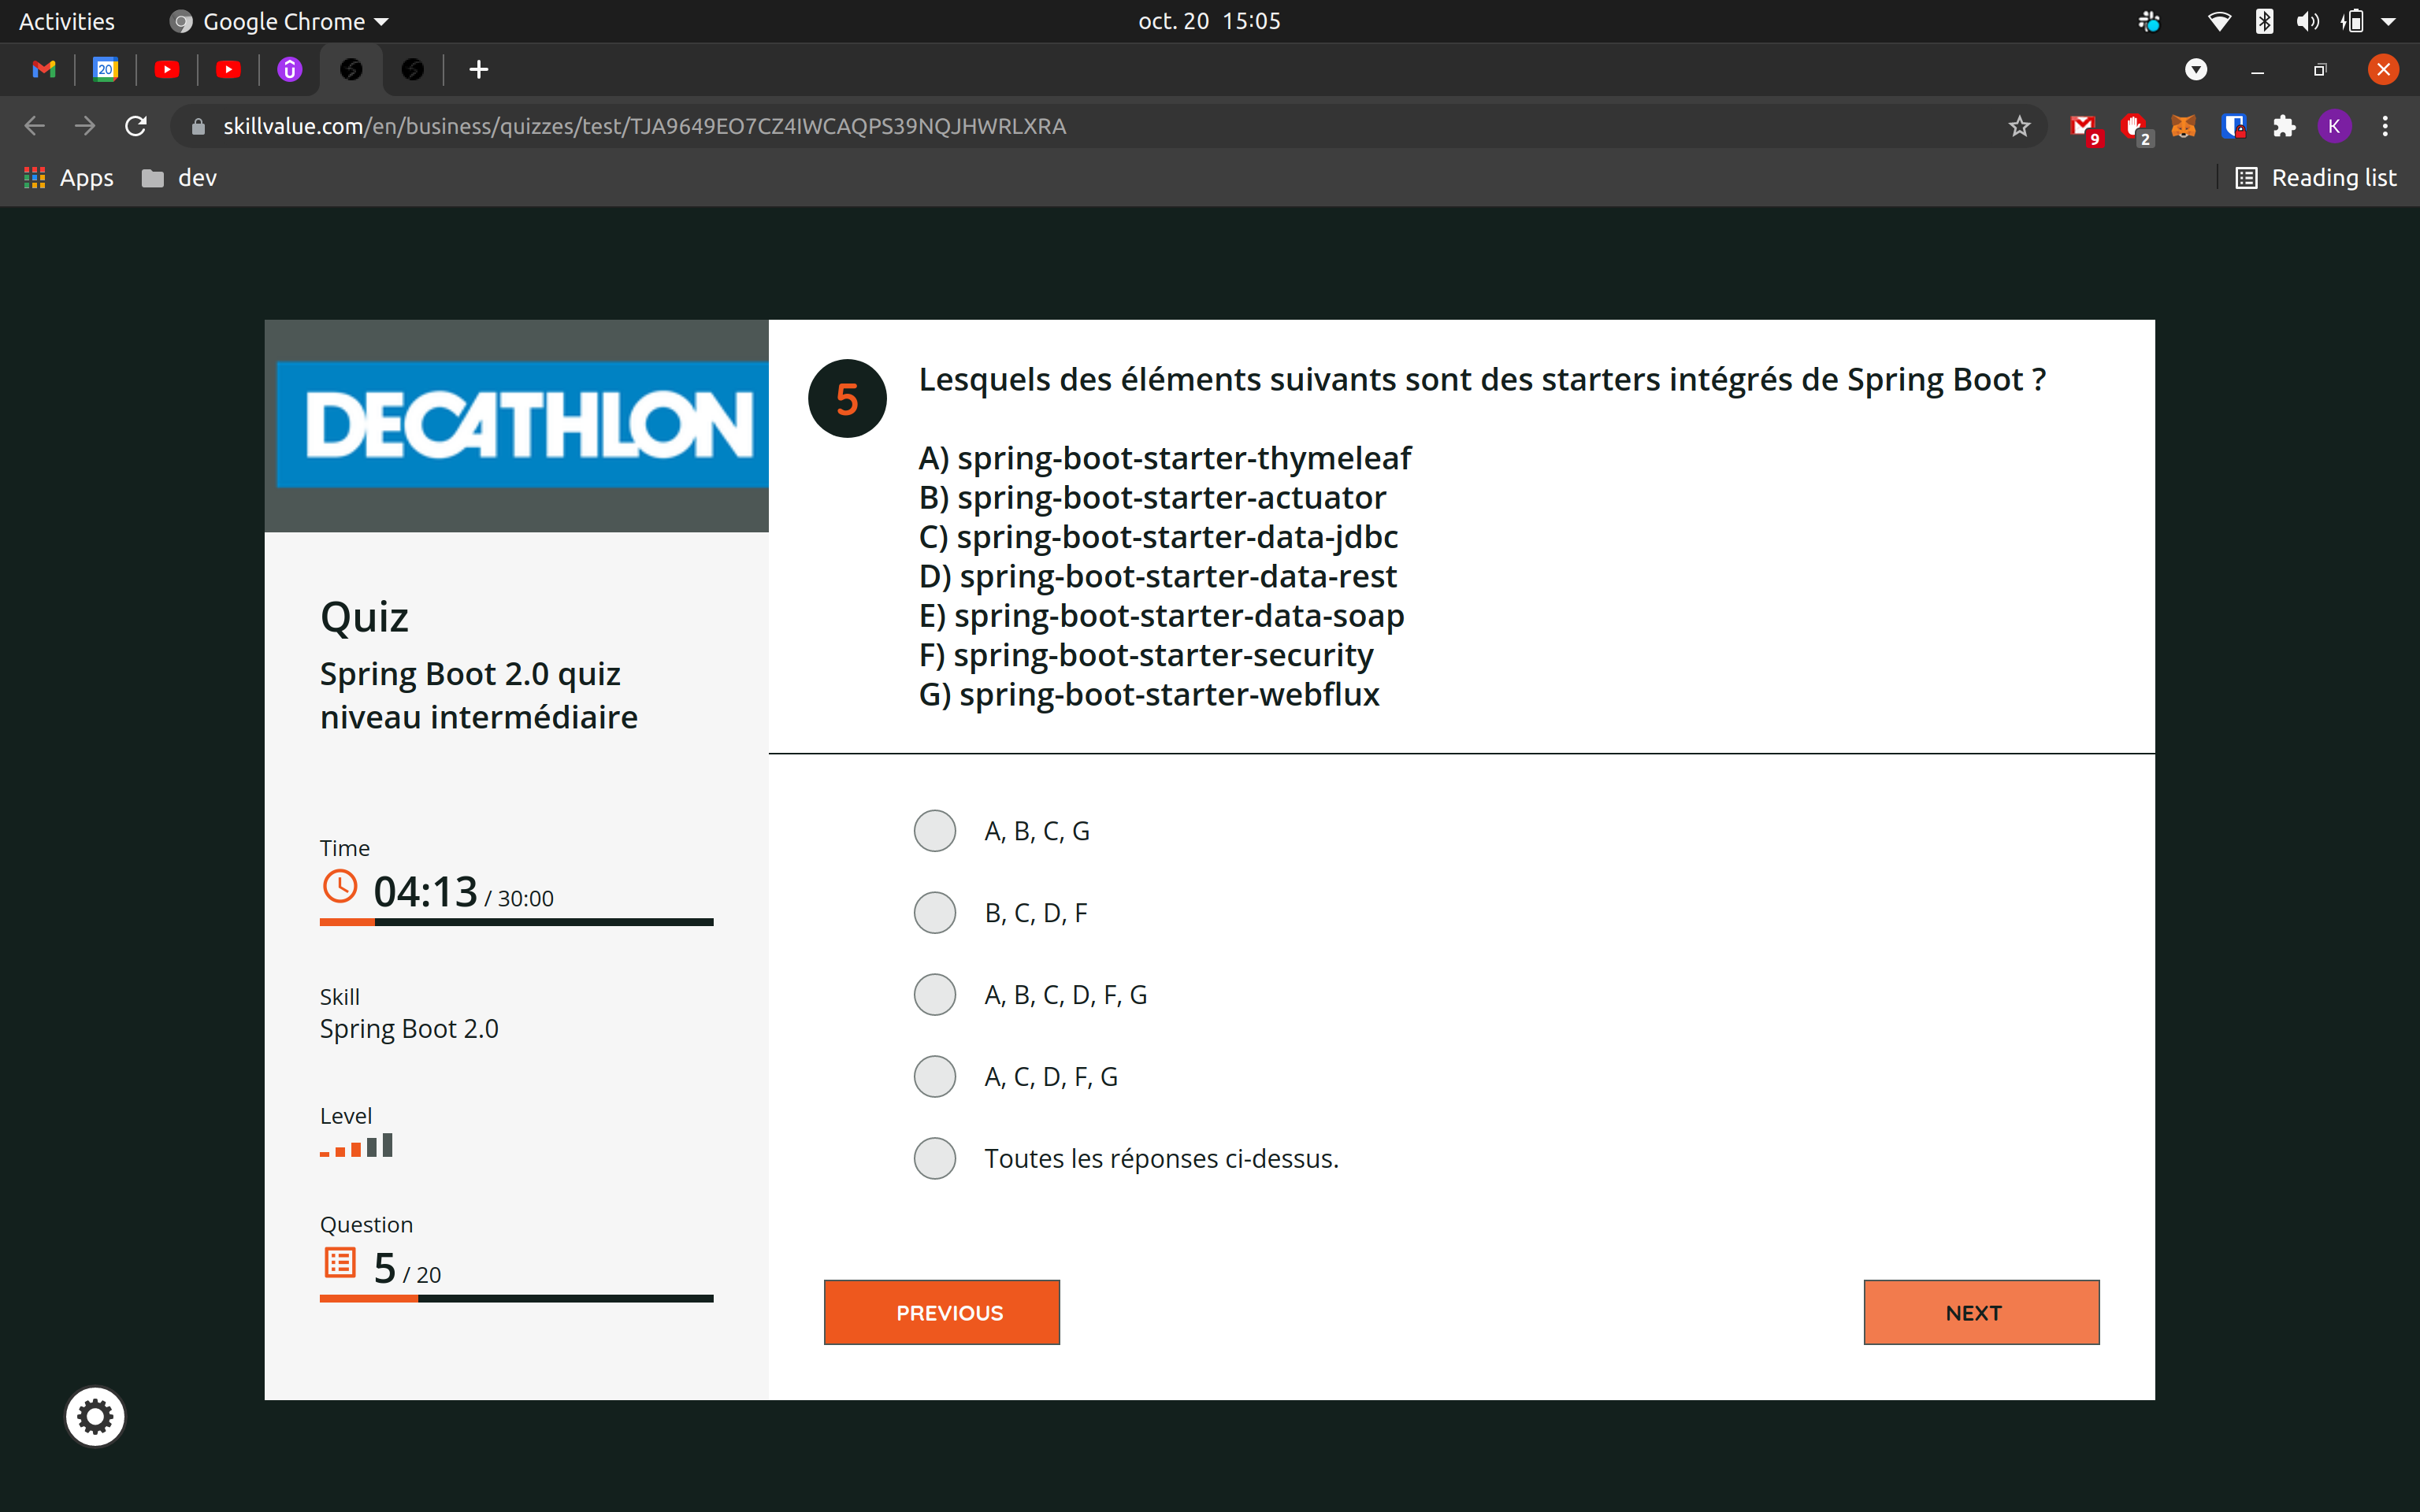 Activities
Google Chrome
oct. 20 15:05
20
skillvalue.com/en/business/quizzes/test/TJA9649EO7CZ4IWCAQPS39NQJHWRLXRA
9
2
K
Apps
dev
Reading list
DECATHLON
Quiz
Spring Boot 2.0 quiz
niveau intermédiaire
Time
04:13 / 30:00
Skill
Spring Boot 2.0
Level
Question
5 / 20
5
Lesquels des éléments suivants sont des starters intégrés de Spring Boot ?
A) spring-boot-starter-thymeleaf
B) spring-boot-starter-actuator
C) spring-boot-starter-data-jdbc
D) spring-boot-starter-data-rest
E) spring-boot-starter-data-soap
F) spring-boot-starter-security
G) spring-boot-starter-webflux
A, B, C, G
B, C, D, F
A, B, C, D, F, G
A, C, D, F, G
Toutes les réponses ci-dessus.
PREVIOUS
NEXT